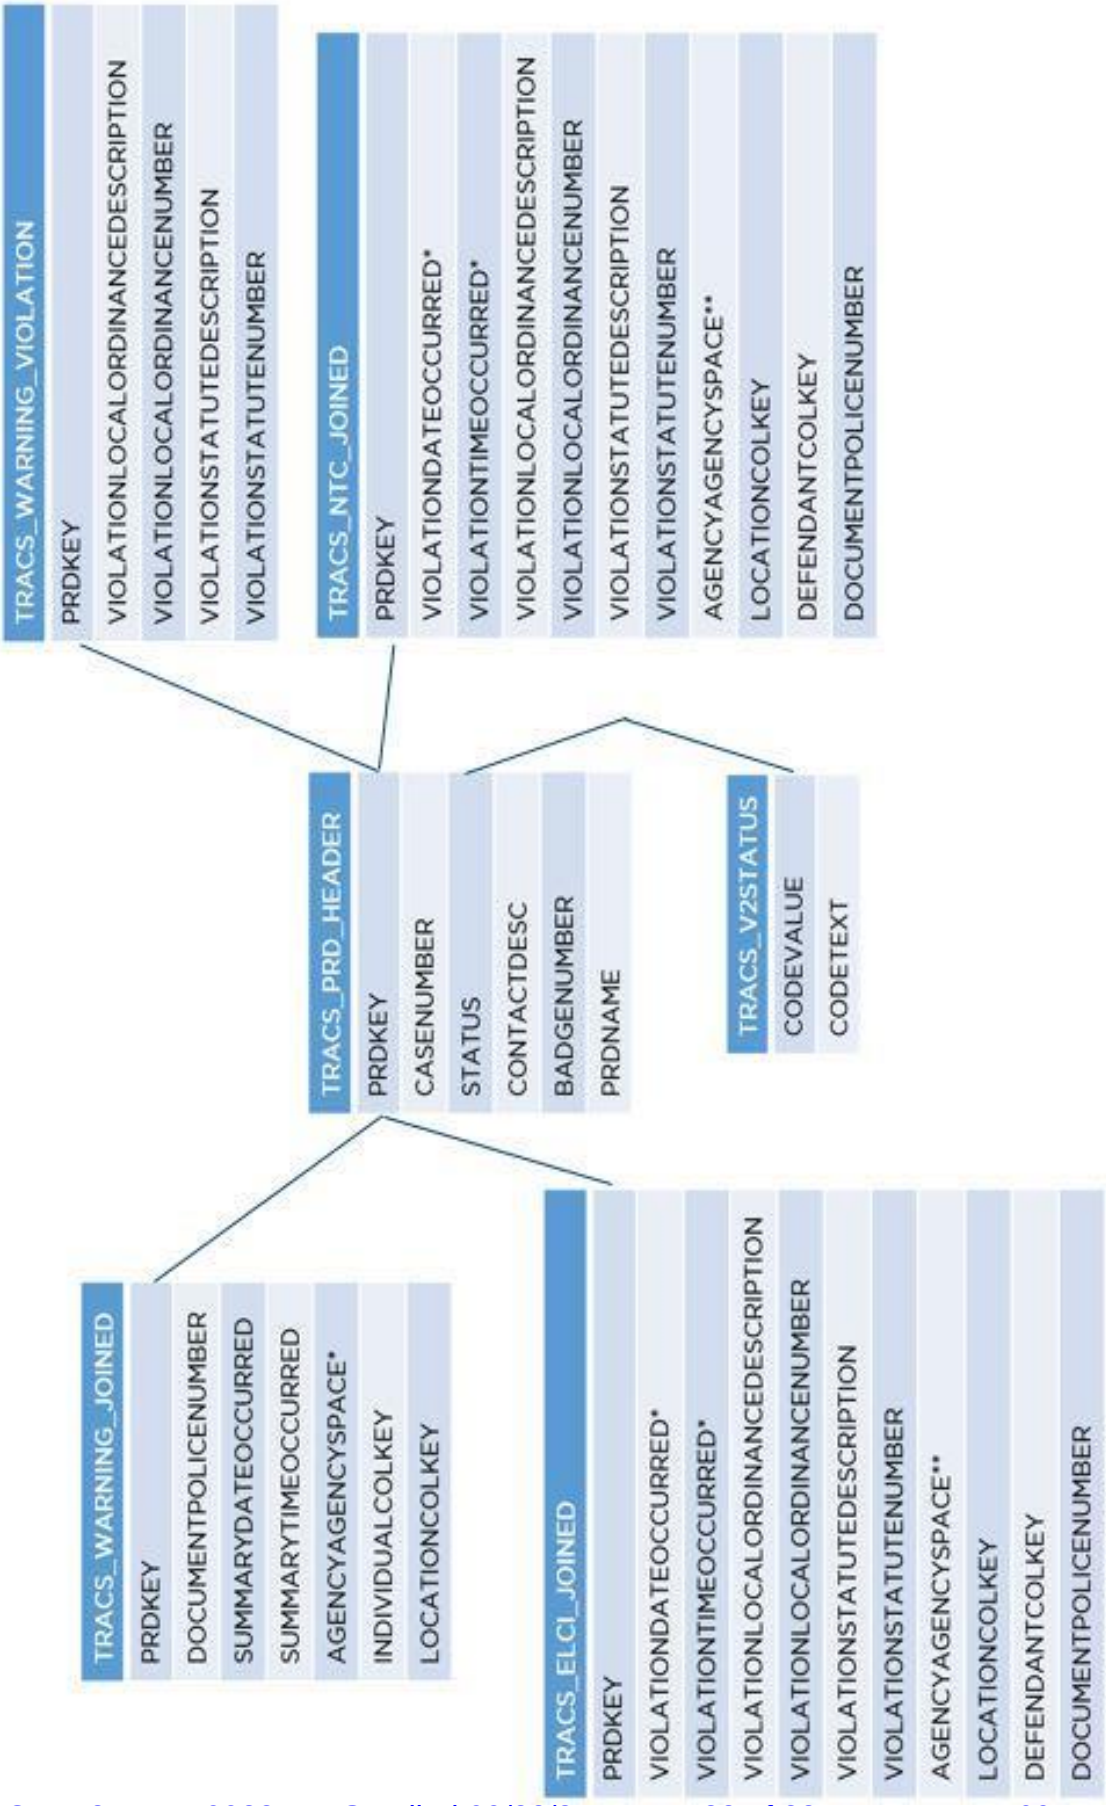 TRACS_WARNING_JOINED
PRDKEY
DOCUMENTPOLICENUMBER
SUMMARYDATEOCCURRED
SUMMARYTIMEOCCURRED
AGENCYAGENCYSPACE*
INDIVIDUALCOLKEY
LOCATIONCOLKEY
TRACS_ELCI_JOINED
PRDKEY
VIOLATIONDATEOCCURRED*
VIOLATIONTIMEOCCURRED*
VIOLATIONLOCALORDINANCEDESCRIPTION
VIOLATIONLOCALORDINANCENUMBER
VIOLATIONSTATUTEDESCRIPTION
VIOLATIONSTATUTENUMBER
AGENCYAGENCYSPACE**
LOCATIONCOLKEY
DEFENDANTCOLKEY
DOCUMENTPOLICENUMBER
TRACS_PRD_HEADER
PRDKEY
CASENUMBER
STATUS
CONTACTDESC
BADGENUMBER
PRDNAME
TRACS_V2STATUS
CODEVALUE
CODETEXT
TRACS_WARNING_VIOLATION
PRDKEY
VIOLATIONLOCALORDINANCEDESCRIPTION
VIOLATIONLOCALORDINANCENUMBER
VIOLATIONSTATUTEDESCRIPTION
VIOLATIONSTATUTENUMBER
TRACS_NTC_JOINED
PRDKEY
VIOLATIONDATEOCCURRED*
VIOLATIONTIMEOCCURRED*
VIOLATIONLOCALORDINANCEDESCRIPTION
VIOLATIONLOCALORDINANCENUMBER
VIOLATIONSTATUTEDESCRIPTION
VIOLATIONSTATUTENUMBER
AGENCYAGENCYSPACE**
LOCATIONCOLKEY
DEFENDANTCOLKEY
DOCUMENTPOLICENUMBER